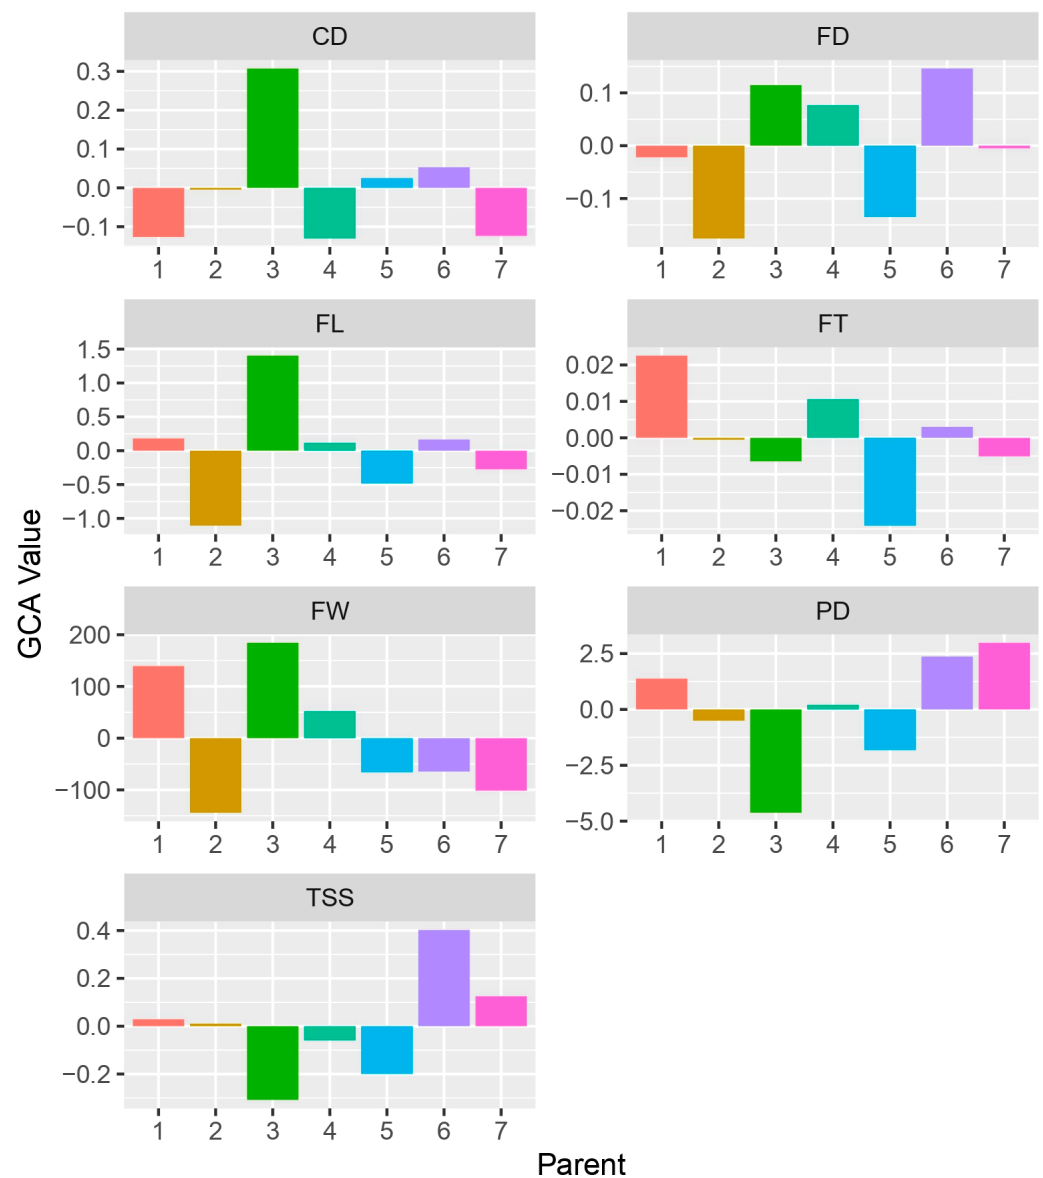 CD
0.3
0.2
0.1
0.0
−0.1
1 2 3 4 5 6 7
FD
0.1
0.0
−0.1
1 2 3 4 5 6 7
FL
1.5
1.0
0.5
0.0
−0.5
−1.0
1 2 3 4 5 6 7
FT
0.02
0.01
0.00
−0.01
−0.02
1 2 3 4 5 6 7
FW
200
100
0
−100
1 2 3 4 5 6 7
PD
2.5
0.0
−2.5
−5.0
1 2 3 4 5 6 7
TSS
0.4
0.2
0.0
−0.2
1 2 3 4 5 6 7
GCA Value
Parent